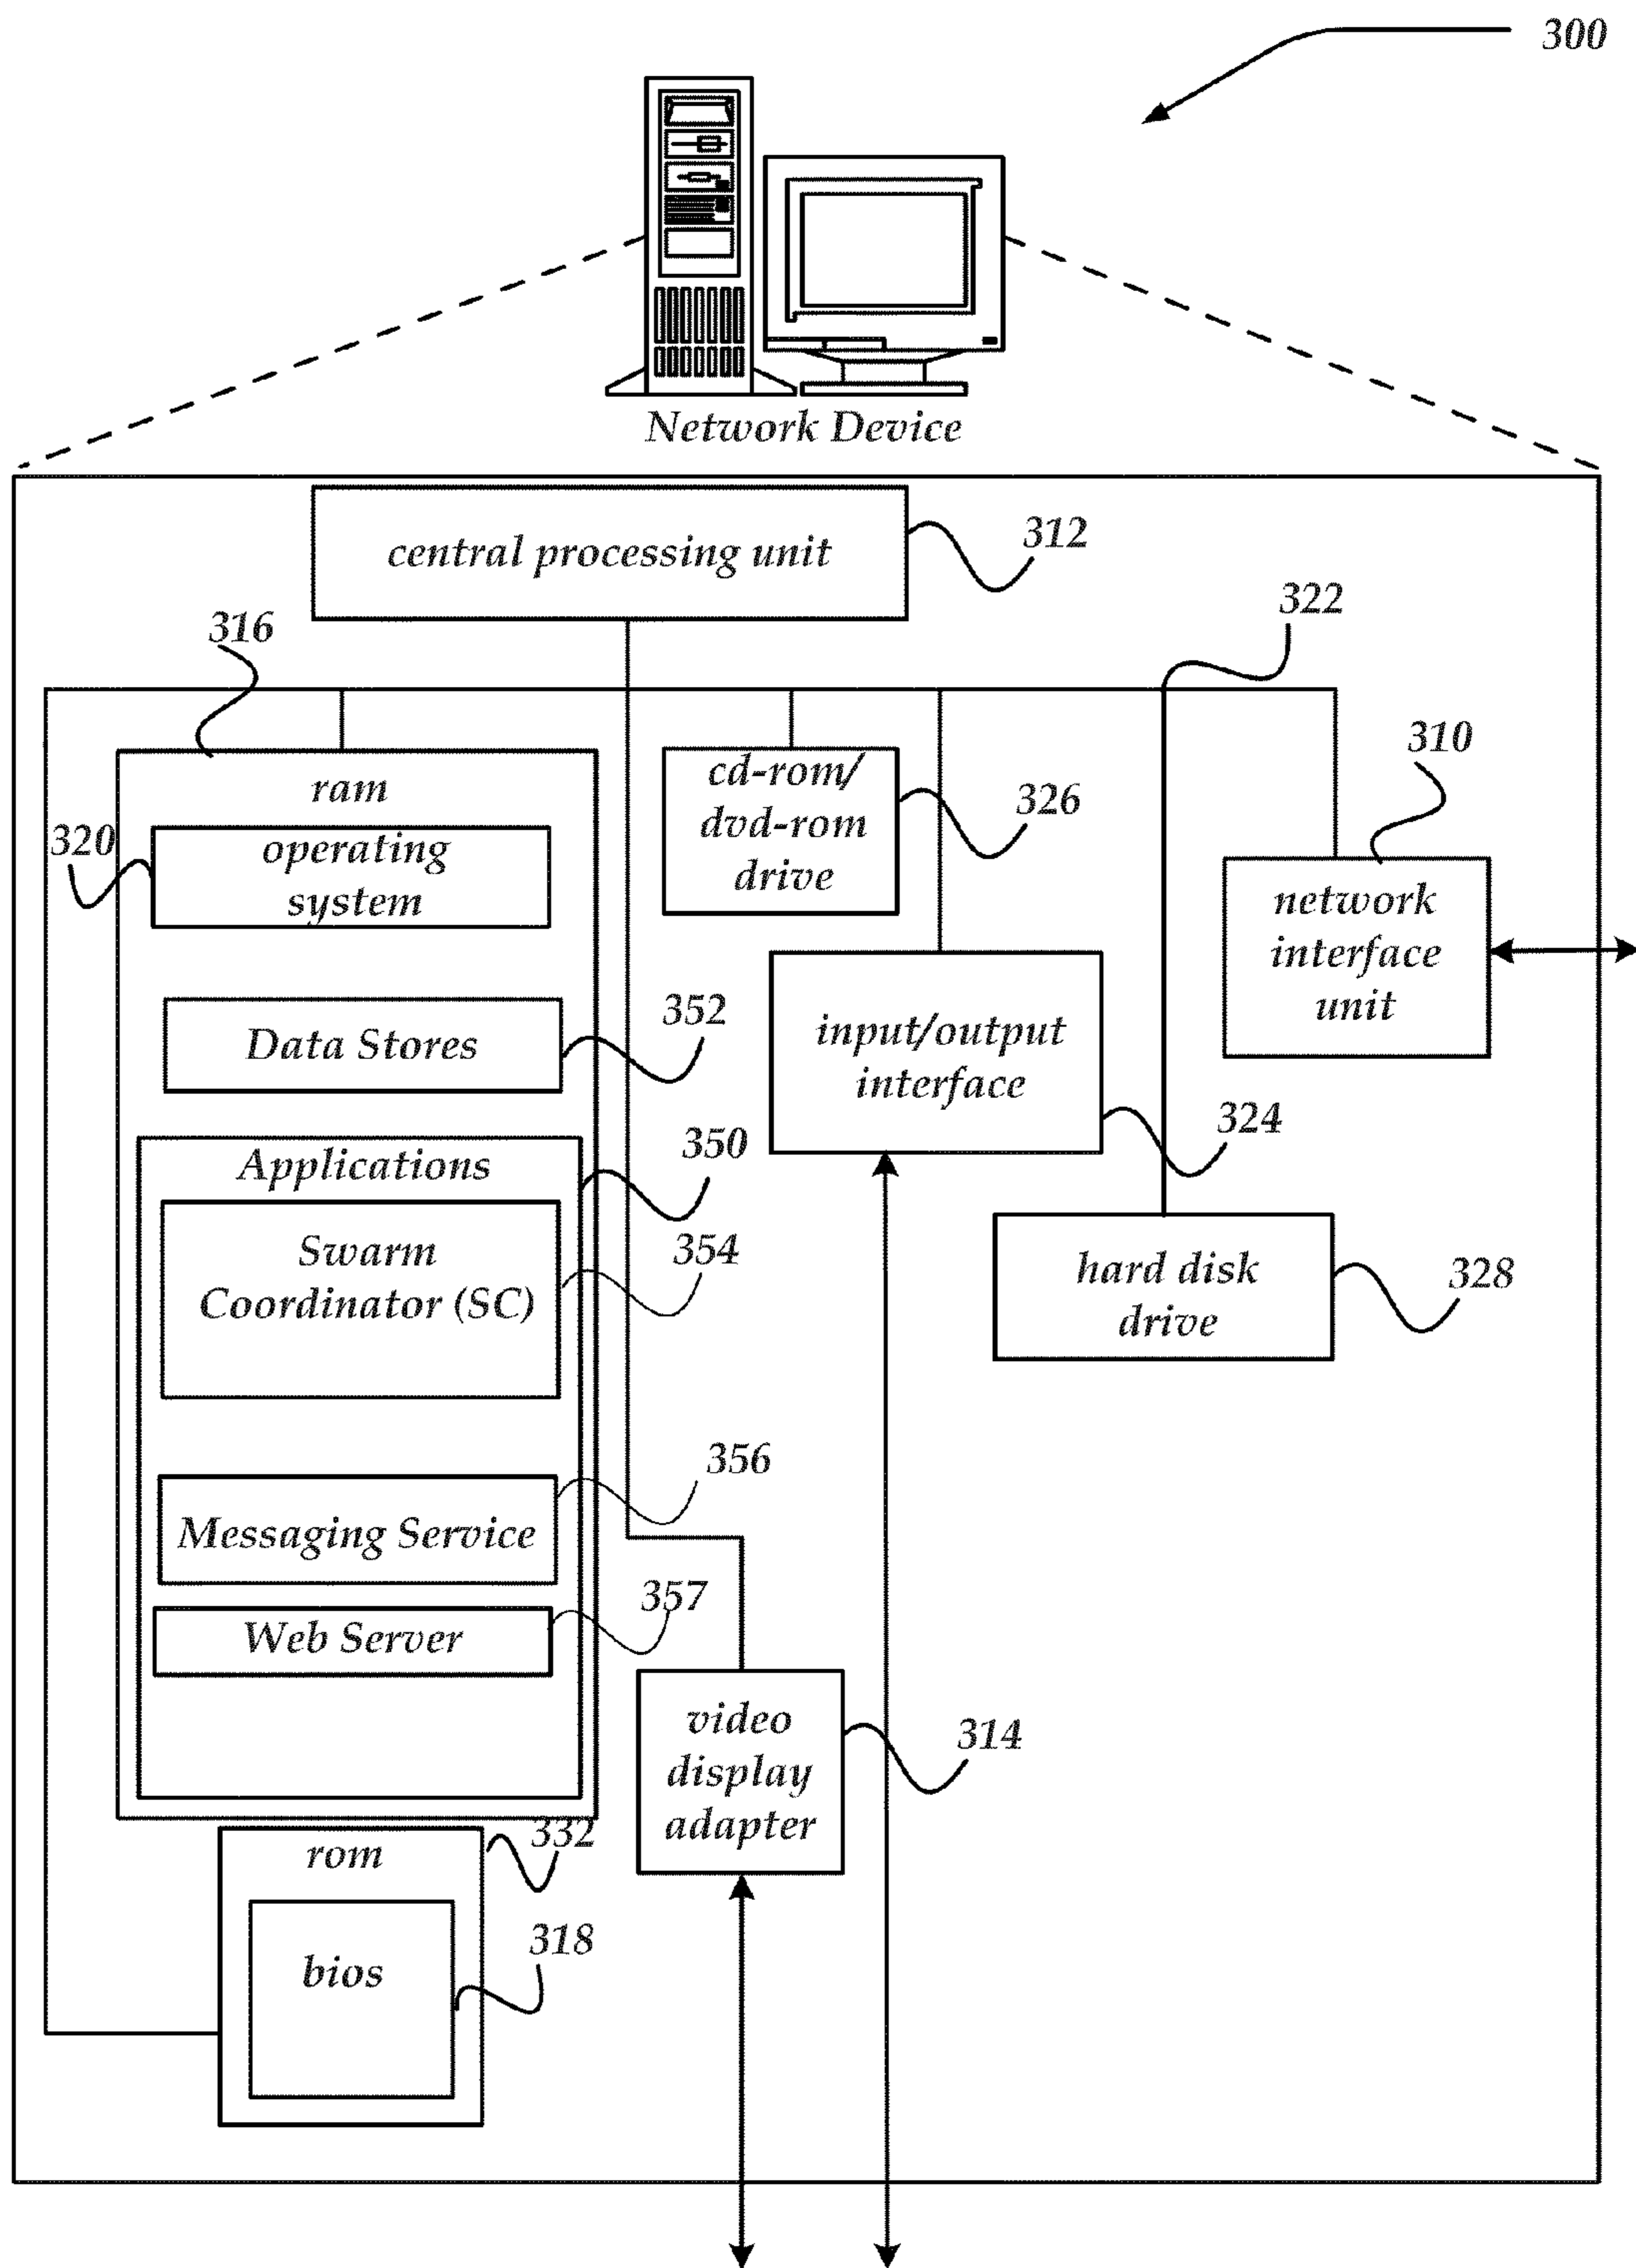 300
Network Device
central processing unit
312
322
316
310
ram
cd-rom/
dvd-rom
drive
326
320
operating
system
network
interface
unit
352
Data Stores
input/output
interface
324
350
Applications
Swarm
Coordinator (SC)
354
hard disk
drive
328
356
Messaging Service
357
Web Server
video
display
adapter
314
332
rom
318
bios